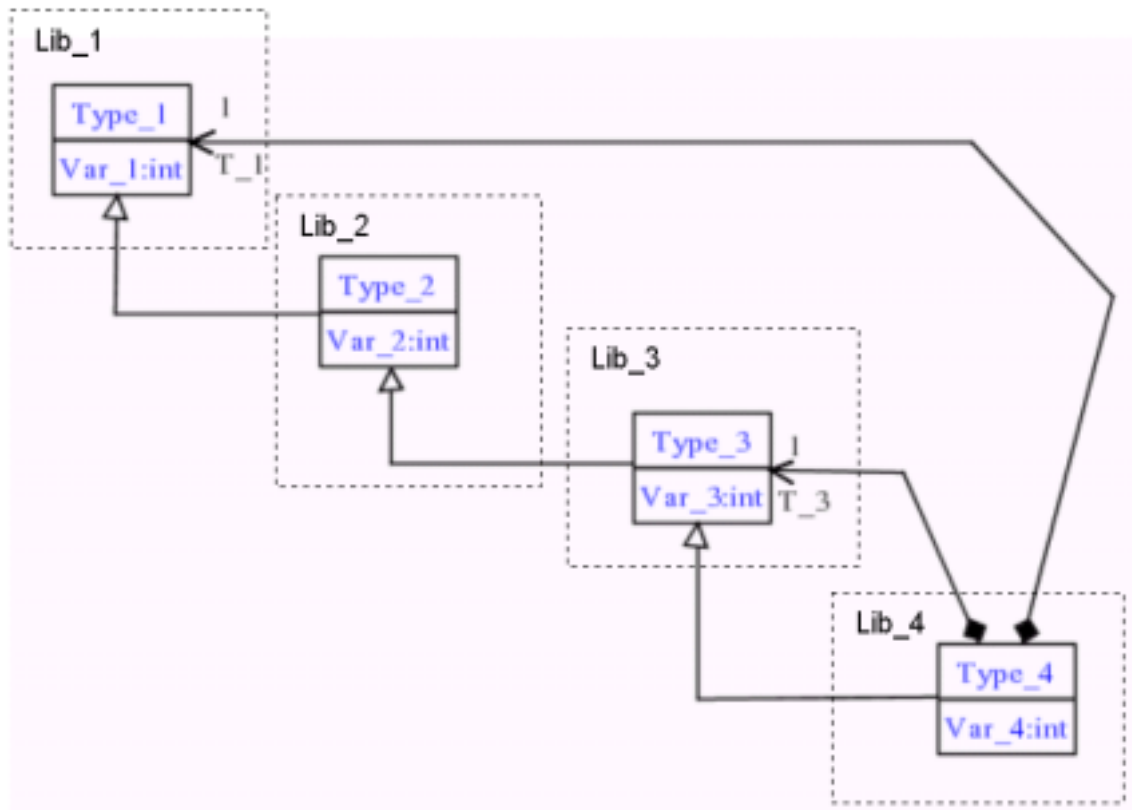 Lib_1
Type_1
1
Var_1:int
T_1
Lib_2
Type_2
Var_2:int
Lib_3
Type_3
1
Var_3:int
T_3
Lib_4
Type_4
Var_4:int